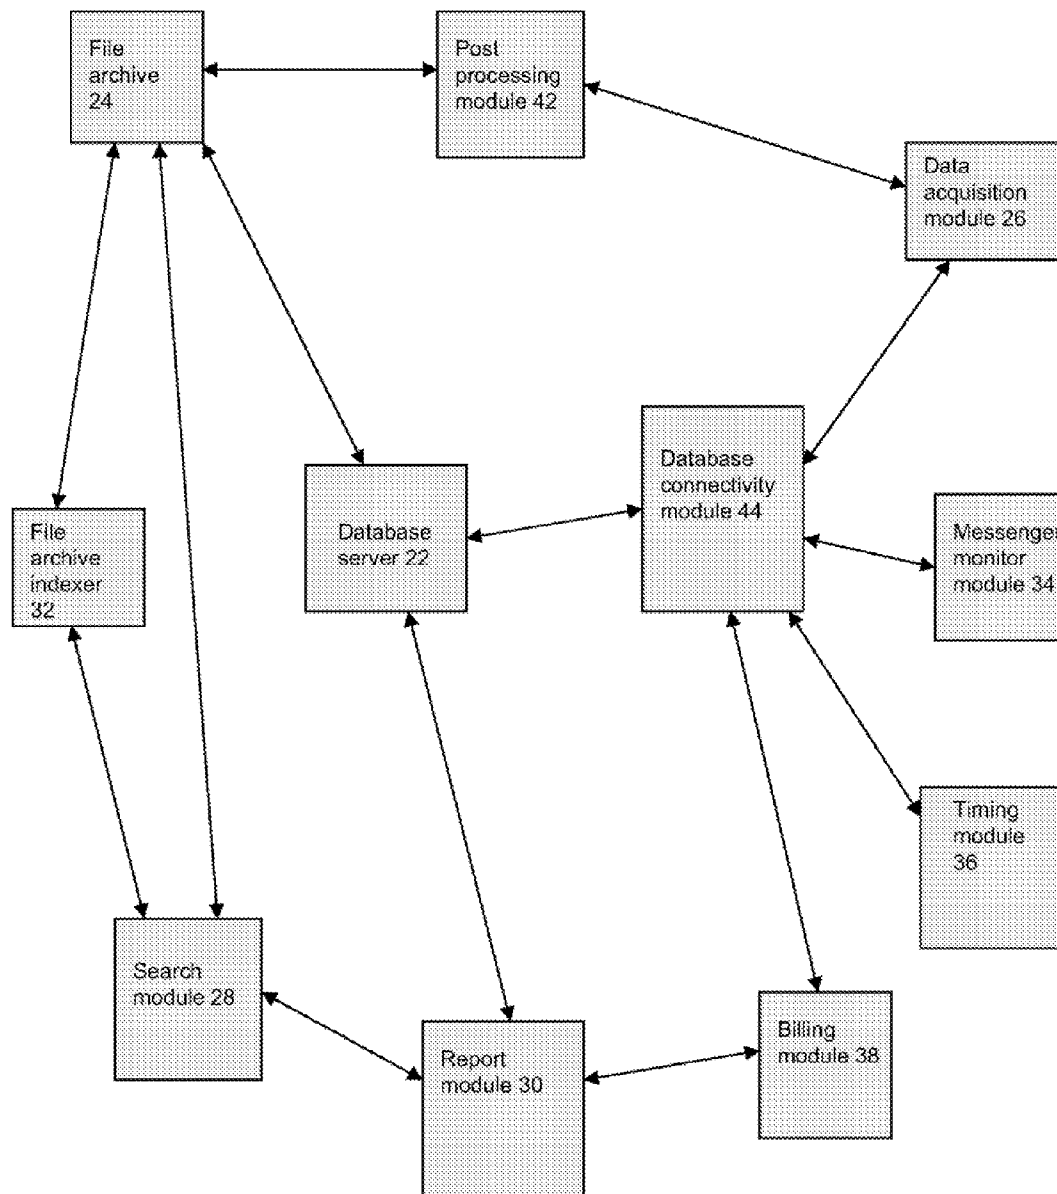 File
archive
24
Post
processing
module 42
Data
acquisition
module 26
Database
connectivity
module 44
File
archive
indexer
32
Database
server 22
Messenger
monitor
module 34
Timing
module
36
Search
module 28
Report
module 30
Billing
module 38